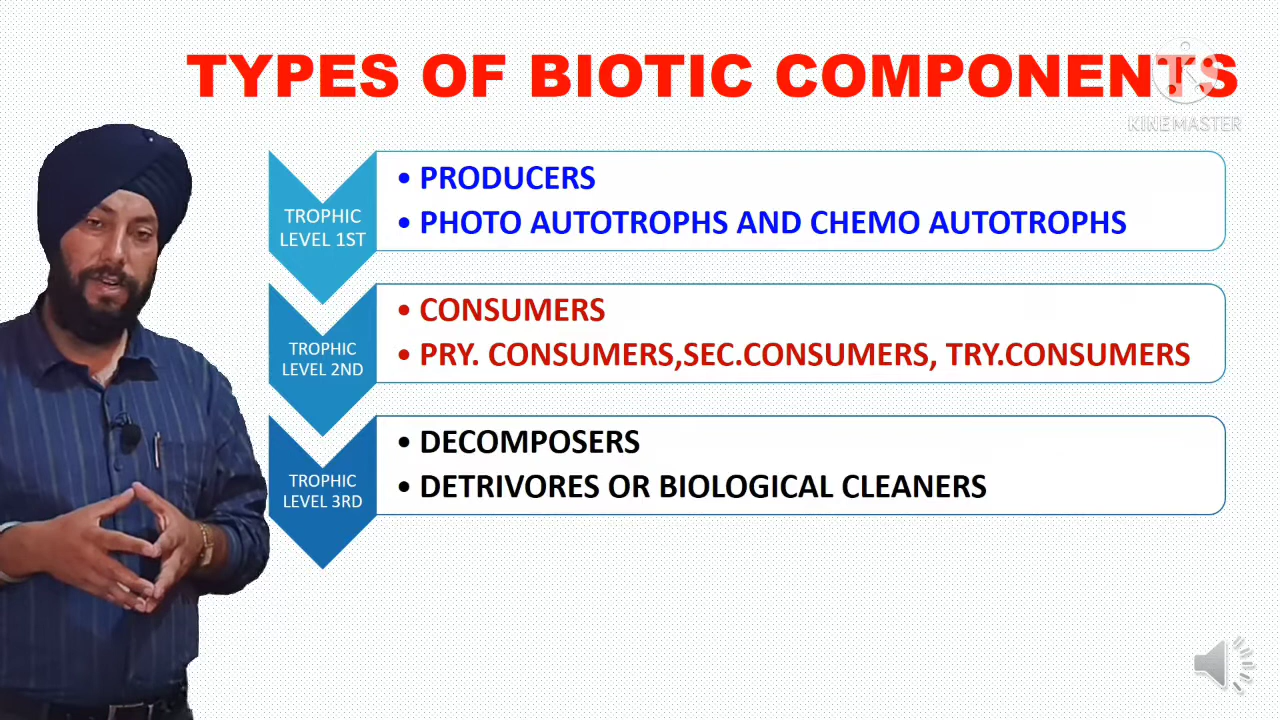 TYPES OF BIOTIC COMPONENTS
KINEMASTER
TROPHIC
LEVEL 1ST
• PRODUCERS
• PHOTO AUTOTROPHS AND CHEMO AUTOTROPHS
TROPHIC
LEVEL 2ND
• CONSUMERS
• PRY. CONSUMERS,SEC.CONSUMERS, TRY.CONSUMERS
TROPHIC
LEVEL 3RD
• DECOMPOSERS
• DETRIVORES OR BIOLOGICAL CLEANERS